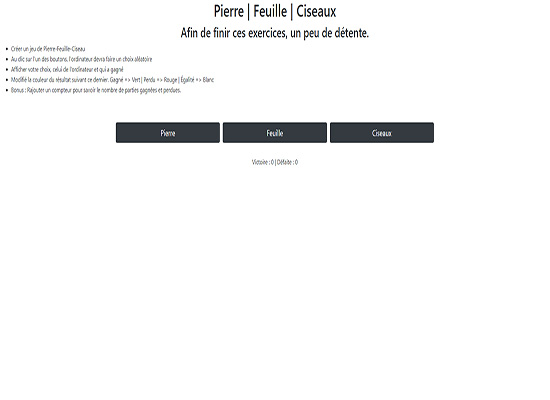 Pierre | Feuille | Ciseaux
Afin de finir ces exercices, un peu de détente.
Créer un jeu de Pierre-Feuille-Ciseau
Au clic sur l'un des boutons, l'ordinateur devra faire un choix aléatoire
Afficher votre choix, celui de l'ordinateur et qui a gagné
Modifié la couleur du résultat suivant ce dernier. Gagné => Vert | Perdu => Rouge | Égalité => Blanc
Bonus : Rajouter un compteur pour savoir le nombre de parties gagnées et perdues.
Pierre Feuille Ciseaux
Victoire : 0 | Défaite : 0